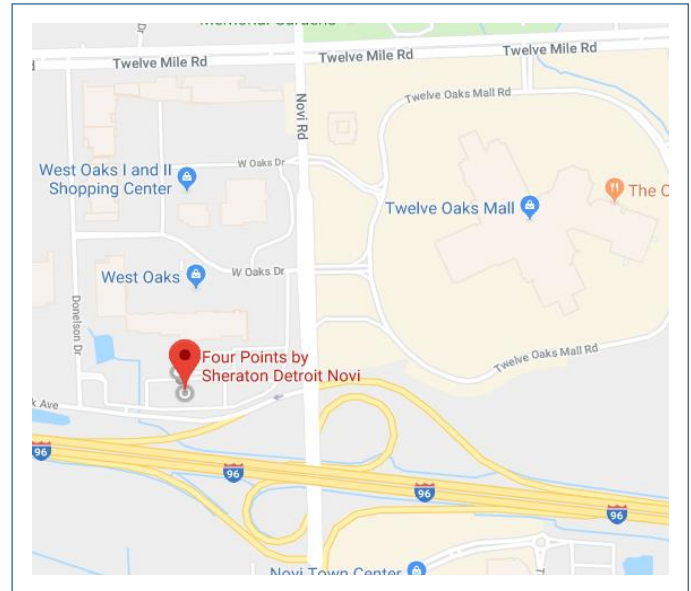 Memorial Gardens
Twelve Mile Rd
Twelve Mile Rd
Twelve Mile Rd
Novi Rd
Twelve Oaks Mall Rd
W Oaks Dr
West Oaks I and II
Shopping Center
The C
Twelve Oaks Mall
W Oaks Dr
West Oaks
Donelson Dr
Four Points by
Sheraton Detroit Novi
Twelve Oaks Mall Rd
k Ave
96
96
96
96
Novi Town Center